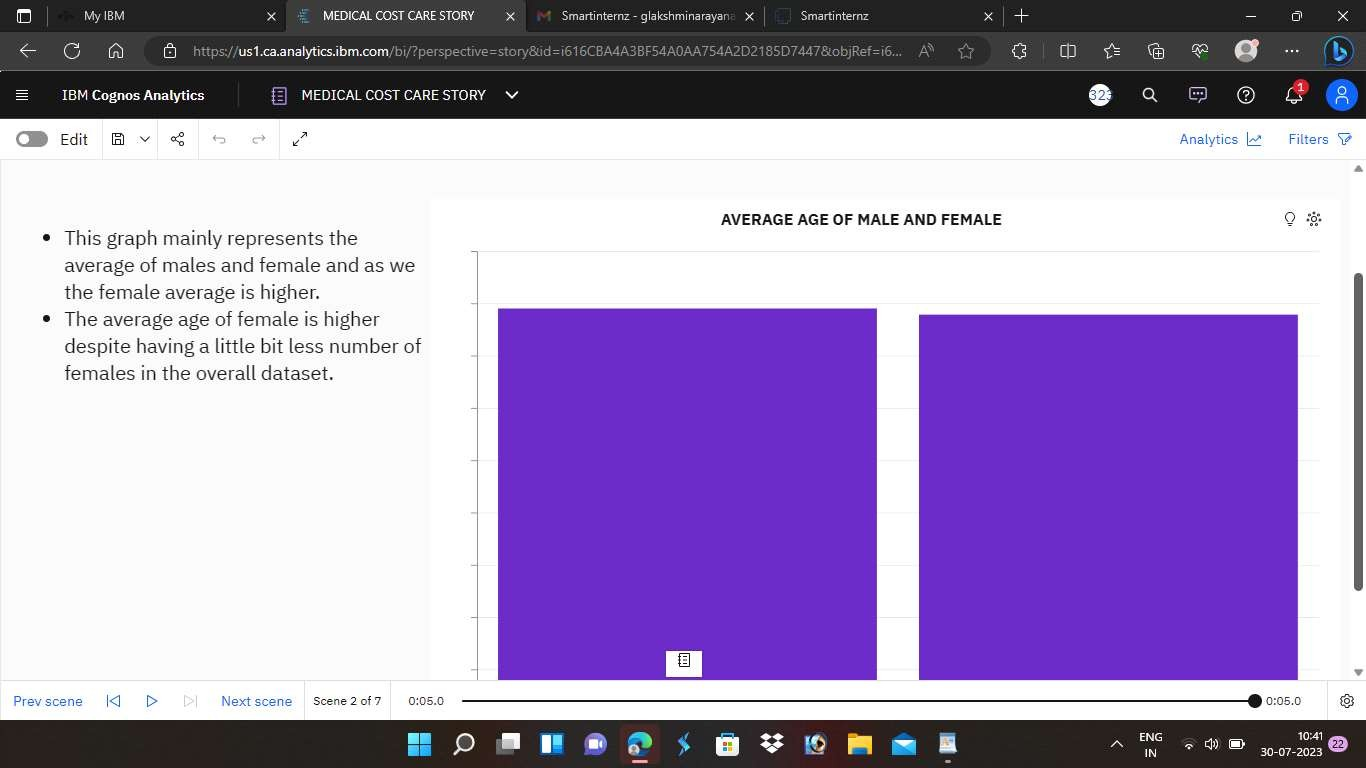 My IBM
MEDICAL COST CARE STORY
Smartinternz - glakshminarayana
Smartinternz
https://us1.ca.analytics.ibm.com/bi/?perspective=story&id=i616CBA4A3BF54A0AA754A2D2185D7447&objRef=i6...
IBM Cognos Analytics
MEDICAL COST CARE STORY
323
1
Edit
Analytics
Filters
AVERAGE AGE OF MALE AND FEMALE
• This graph mainly represents the
average of males and female and as we
the female average is higher.
• The average age of female is higher
despite having a little bit less number of
females in the overall dataset.
Prev scene
Next scene
Scene 2 of 7
0:05.0
0:05.0
ENG
IN
10:41
30-07-2023
22